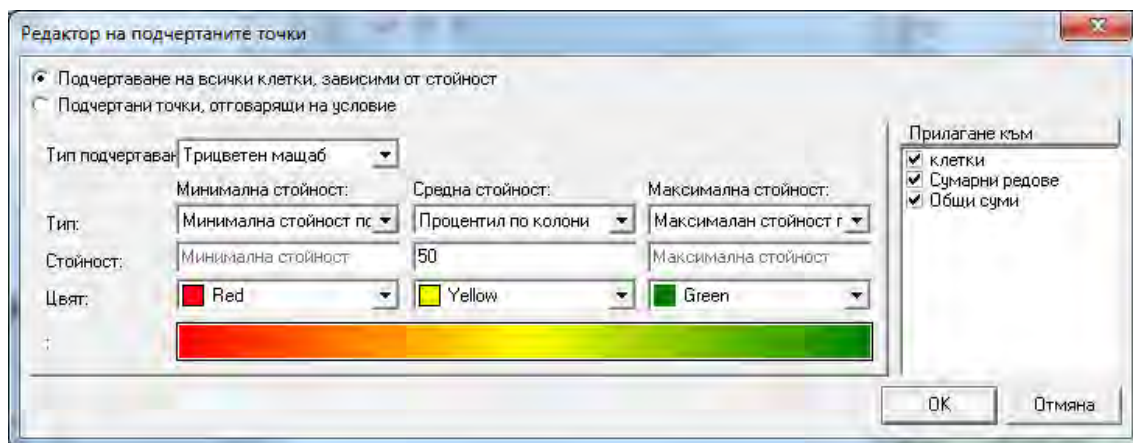 Редактор на подчертаните точки
Подчертаване на всички клетки, зависими от стойност
Подчертани точки, отговарящи на условие
Прилагане към
Тип подчертаван Трицветен мащаб
клетки
Сумарни редове
Общи суми
Минимална стойност: Средна стойност: Максимална стойност:
Тип: Минимална стойност пс Процентил по колони Максимален стойност г
Стойност: Минимална стойност 50 Максимална стойност
Цвят: Red Yellow Green
:
OK Отмяна